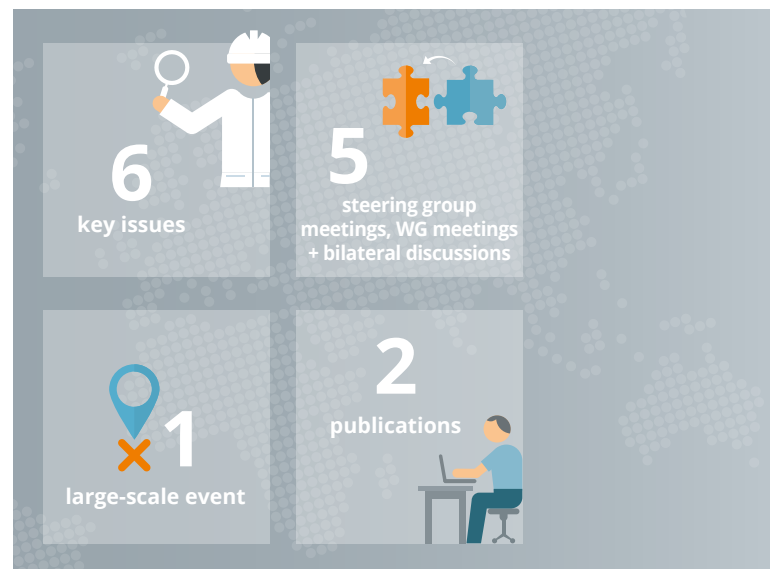 6
key issues
5
steering group
meetings, WG meetings
+ bilateral discussions
1
large-scale event
2
publications